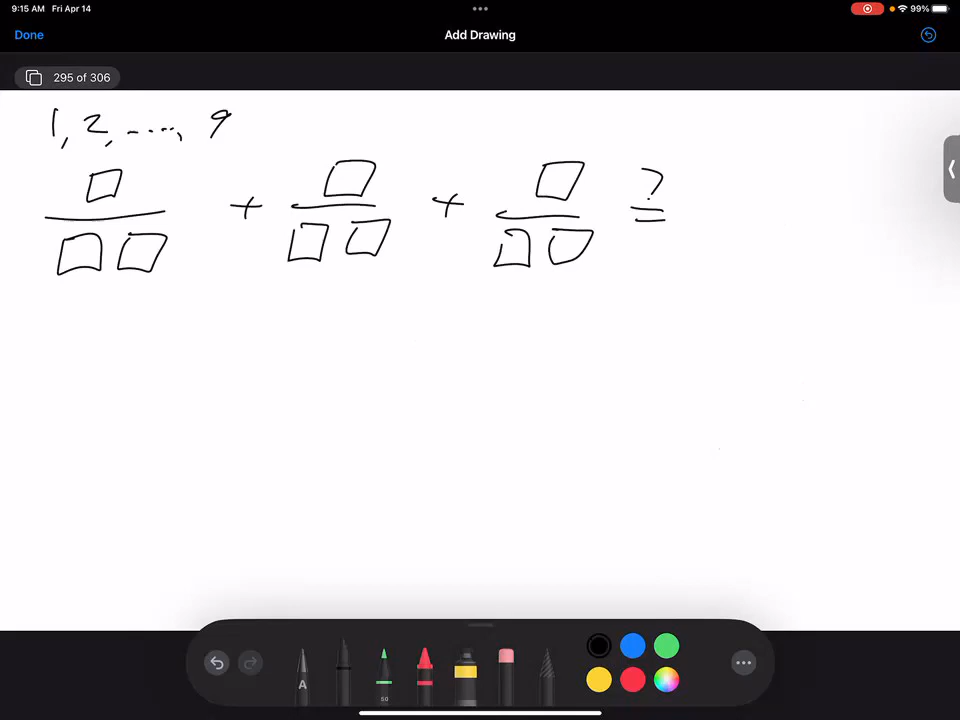 9:15 AM Fri Apr 14 99%
Done Add Drawing
295 of 306
1, 2, ...., 9
□ □ □
+ + ?
=
□□ □□ □□
A
50